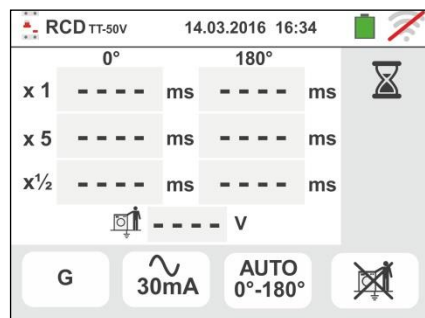 RCD TT-50V 14.03.2016 16:34
0° 180°
x 1 - - - - ms - - - - ms
x 5 - - - - ms - - - - ms
x½ - - - - ms - - - - ms
- - - - V
G 30mA AUTO
0°-180°